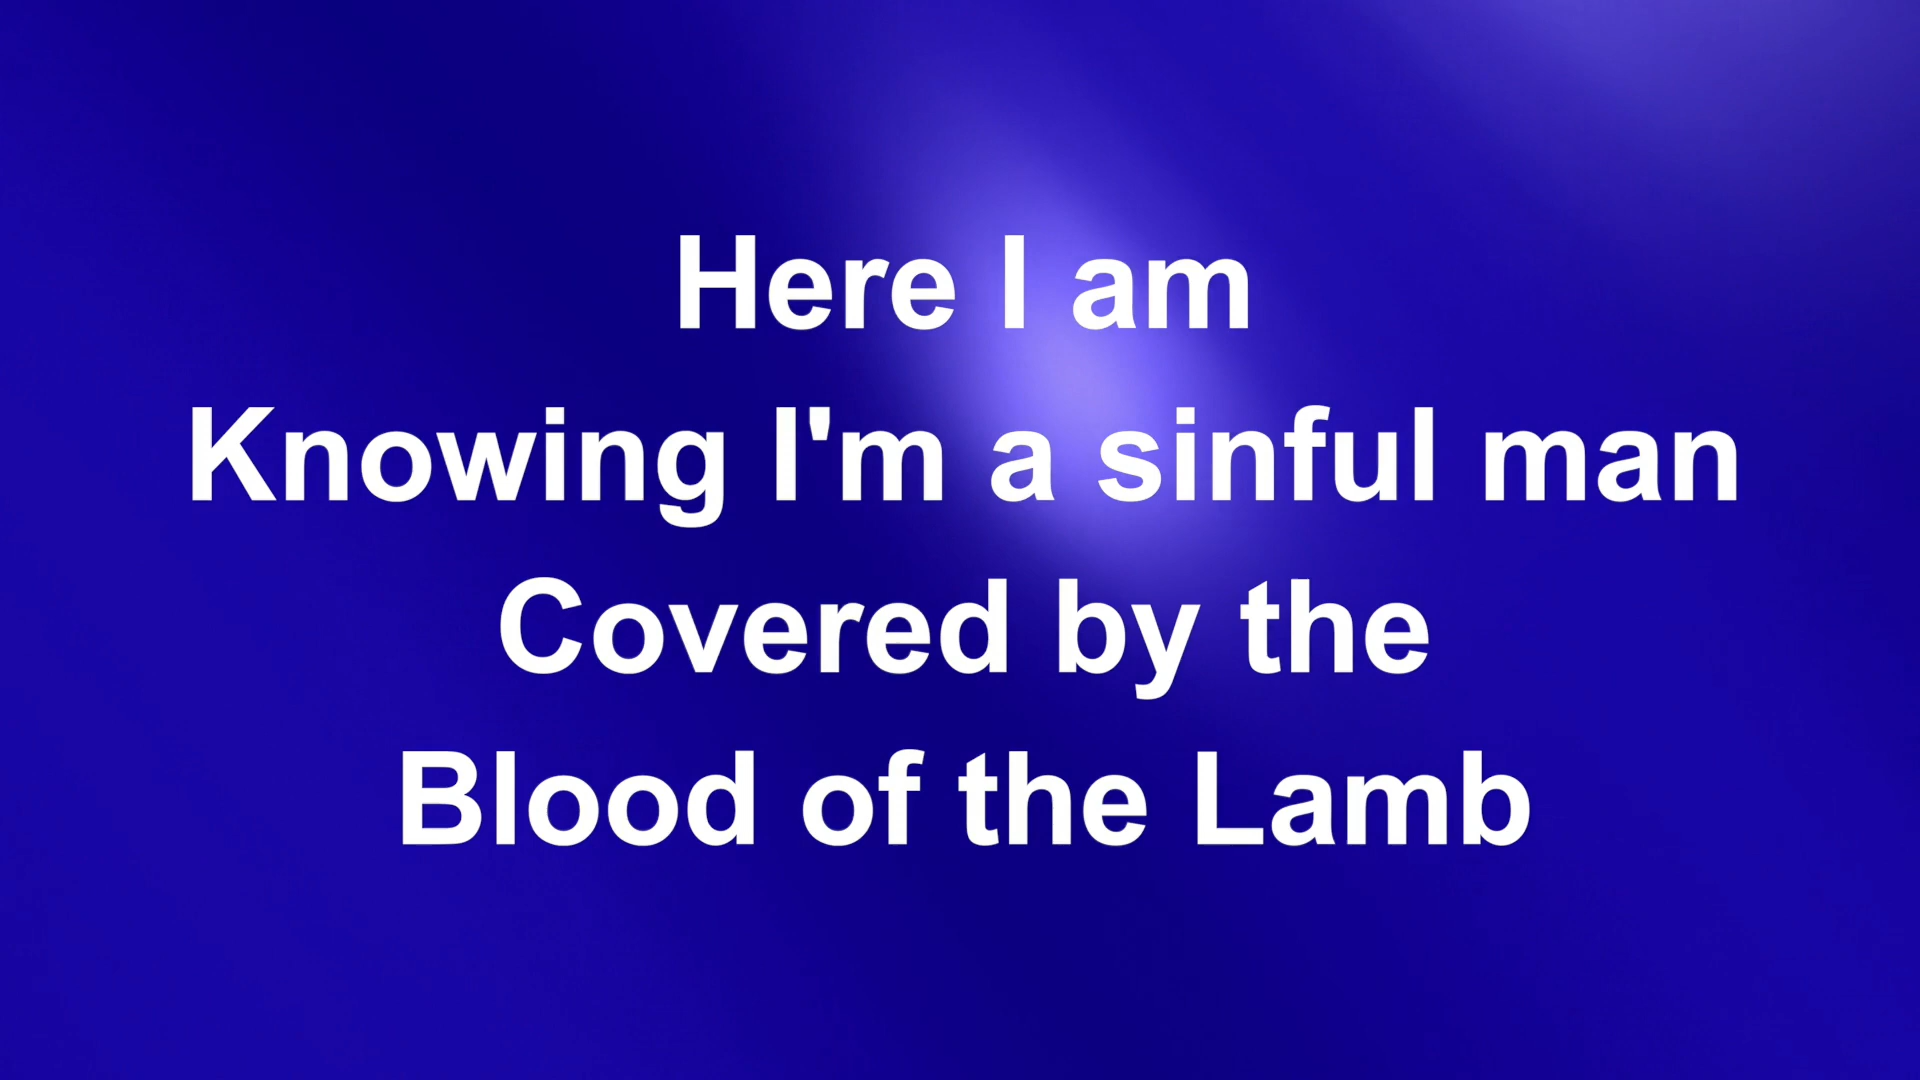 Here I am
Knowing I'm a sinful man
Covered by the
Blood of the Lamb